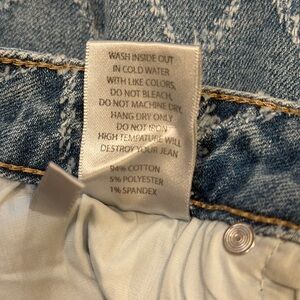 WASH INSIDE OUT
IN COLD WATER
WITH LIKE COLORS,
DO NOT BLEACH,
DO NOT MACHINE DRY,
HANG DRY ONLY
DO NOT IRON
HIGH TEMPATURE WILL
DESTROY YOUR JEAN
94% COTTON
5% POLYESTER
1% SPANDEX